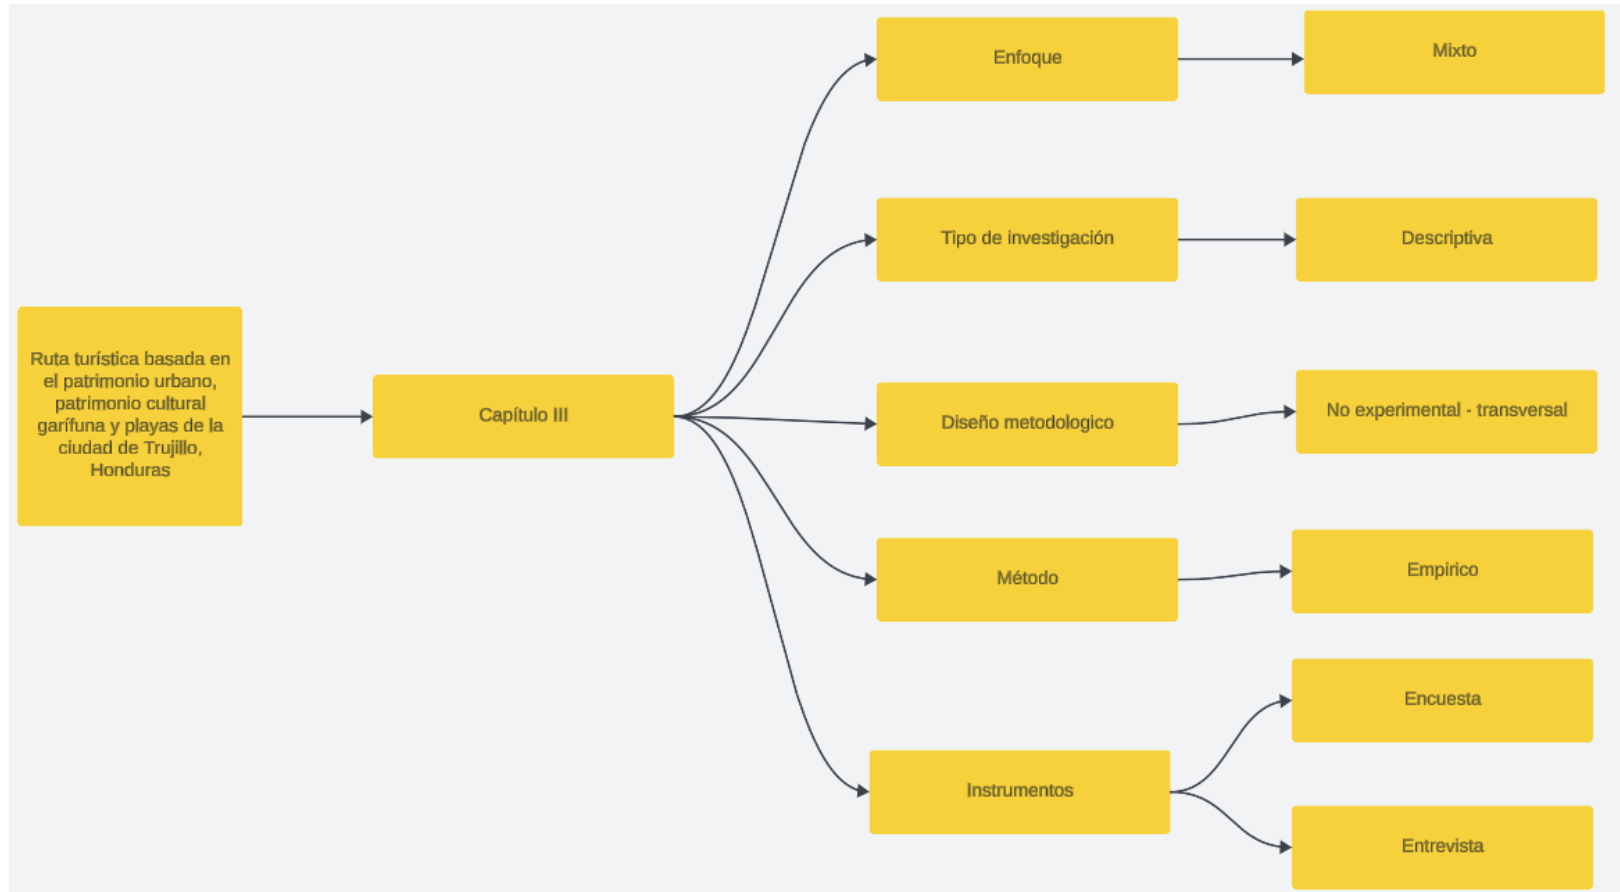 Ruta turística basada en
el patrimonio urbano,
patrimonio cultural
garífuna y playas de la
ciudad de Trujillo,
Honduras
Capítulo III
Enfoque
Mixto
Tipo de investigación
Descriptiva
Diseño metodologico
No experimental - transversal
Método
Empirico
Instrumentos
Encuesta
Entrevista